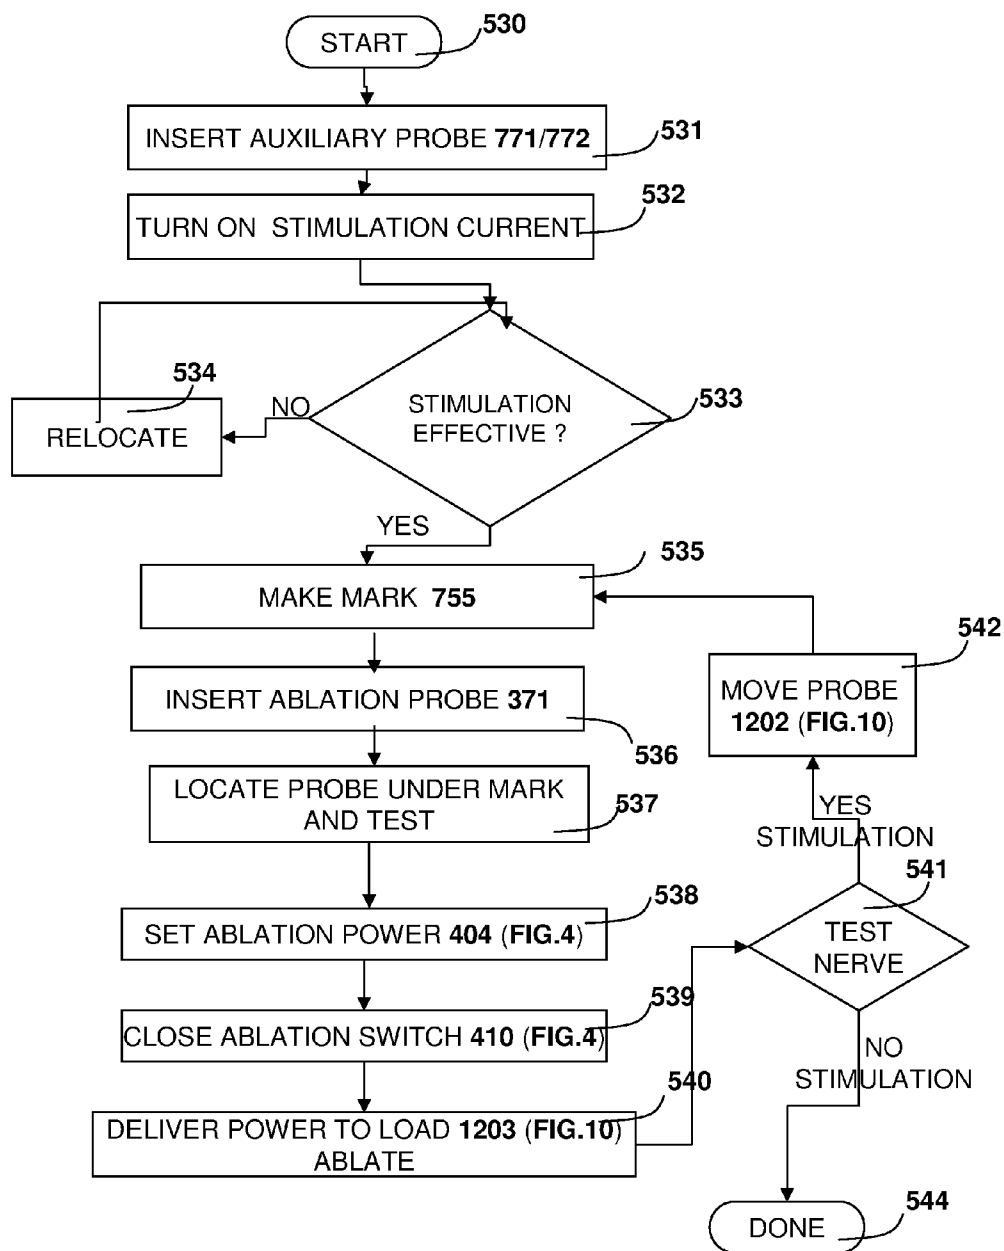 START
530
INSERT AUXILIARY PROBE 771/772
531
TURN ON STIMULATION CURRENT
532
STIMULATION
EFFECTIVE ?
533
NO
534
RELOCATE
YES
535
MAKE MARK 755
INSERT ABLATION PROBE 371
536
LOCATE PROBE UNDER MARK
AND TEST
537
SET ABLATION POWER 404 (FIG.4)
538
CLOSE ABLATION SWITCH 410 (FIG.4)
539
DELIVER POWER TO LOAD 1203 (FIG.10)
ABLATE
540
TEST
NERVE
541
YES
STIMULATION
MOVE PROBE
1202 (FIG.10)
542
NO
STIMULATION
DONE
544